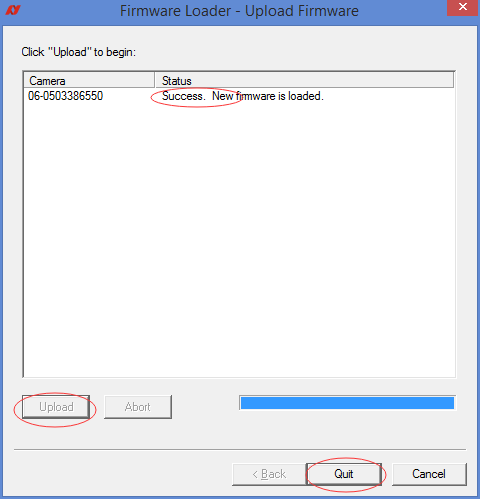 Firmware Loader - Upload Firmware
Click "Upload" to begin:
Camera Status
06-0503386550 Success. New firmware is loaded.
Upload Abort
< Back Quit Cancel